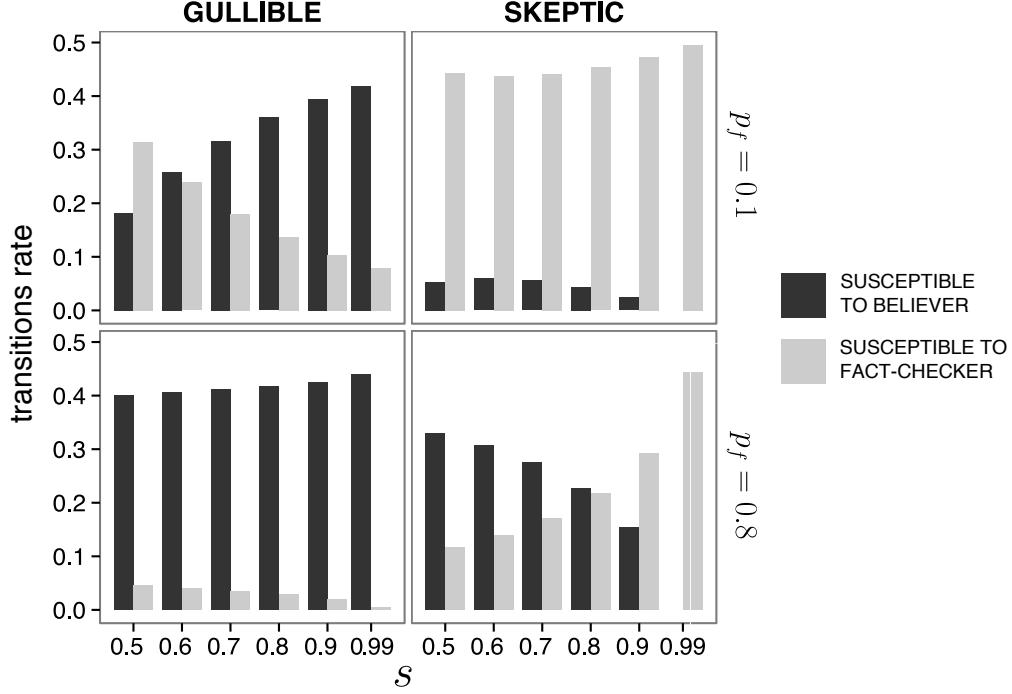 GULLIBLE SKEPTIC
transitions rate
0.5
0.4
0.3
0.2
0.1
0.0
p_f = 0.1
0.5
0.4
0.3
0.2
0.1
0.0
p_f = 0.8
0.5 0.6 0.7 0.8 0.9 0.99 0.5 0.6 0.7 0.8 0.9 0.99
s
SUSCEPTIBLE
TO BELIEVER
SUSCEPTIBLE TO
FACT-CHECKER